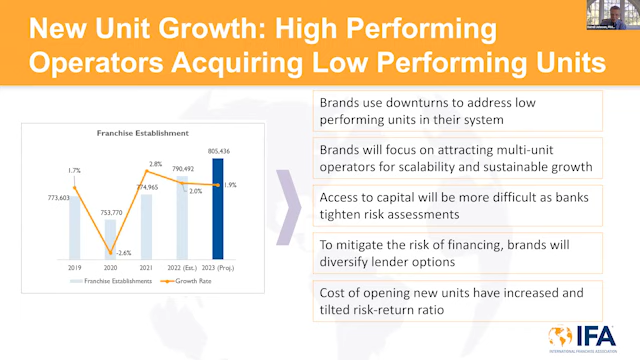 New Unit Growth: High Performing
Operators Acquiring Low Performing Units
Franchise Establishment
1.7%
773,603
753,770
-2.6%
2.8%
774,965
790,492
2.0%
805,436
1.9%
2019
2020
2021
2022 (Est.)
2023 (Proj.)
Franchise Establishments
Growth Rate
Brands use downturns to address low
performing units in their system
Brands will focus on attracting multi-unit
operators for scalability and sustainable growth
Access to capital will be more difficult as banks
tighten risk assessments
To mitigate the risk of financing, brands will
diversify lender options
Cost of opening new units have increased and
tilted risk-return ratio
IFA
INTERNATIONAL FRANCHISE ASSOCIATION